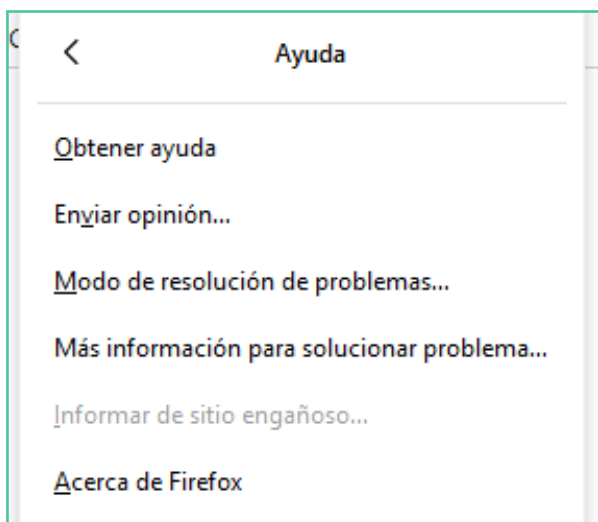 Ayuda
Obtener ayuda
Enviar opinión...
Modo de resolución de problemas...
Más información para solucionar problema...
Informar de sitio engañoso...
Acerca de Firefox